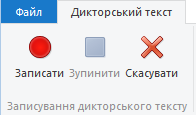 Файл Дикторський текст
Записати Зупинити Скасувати
Записування дикторського тексту